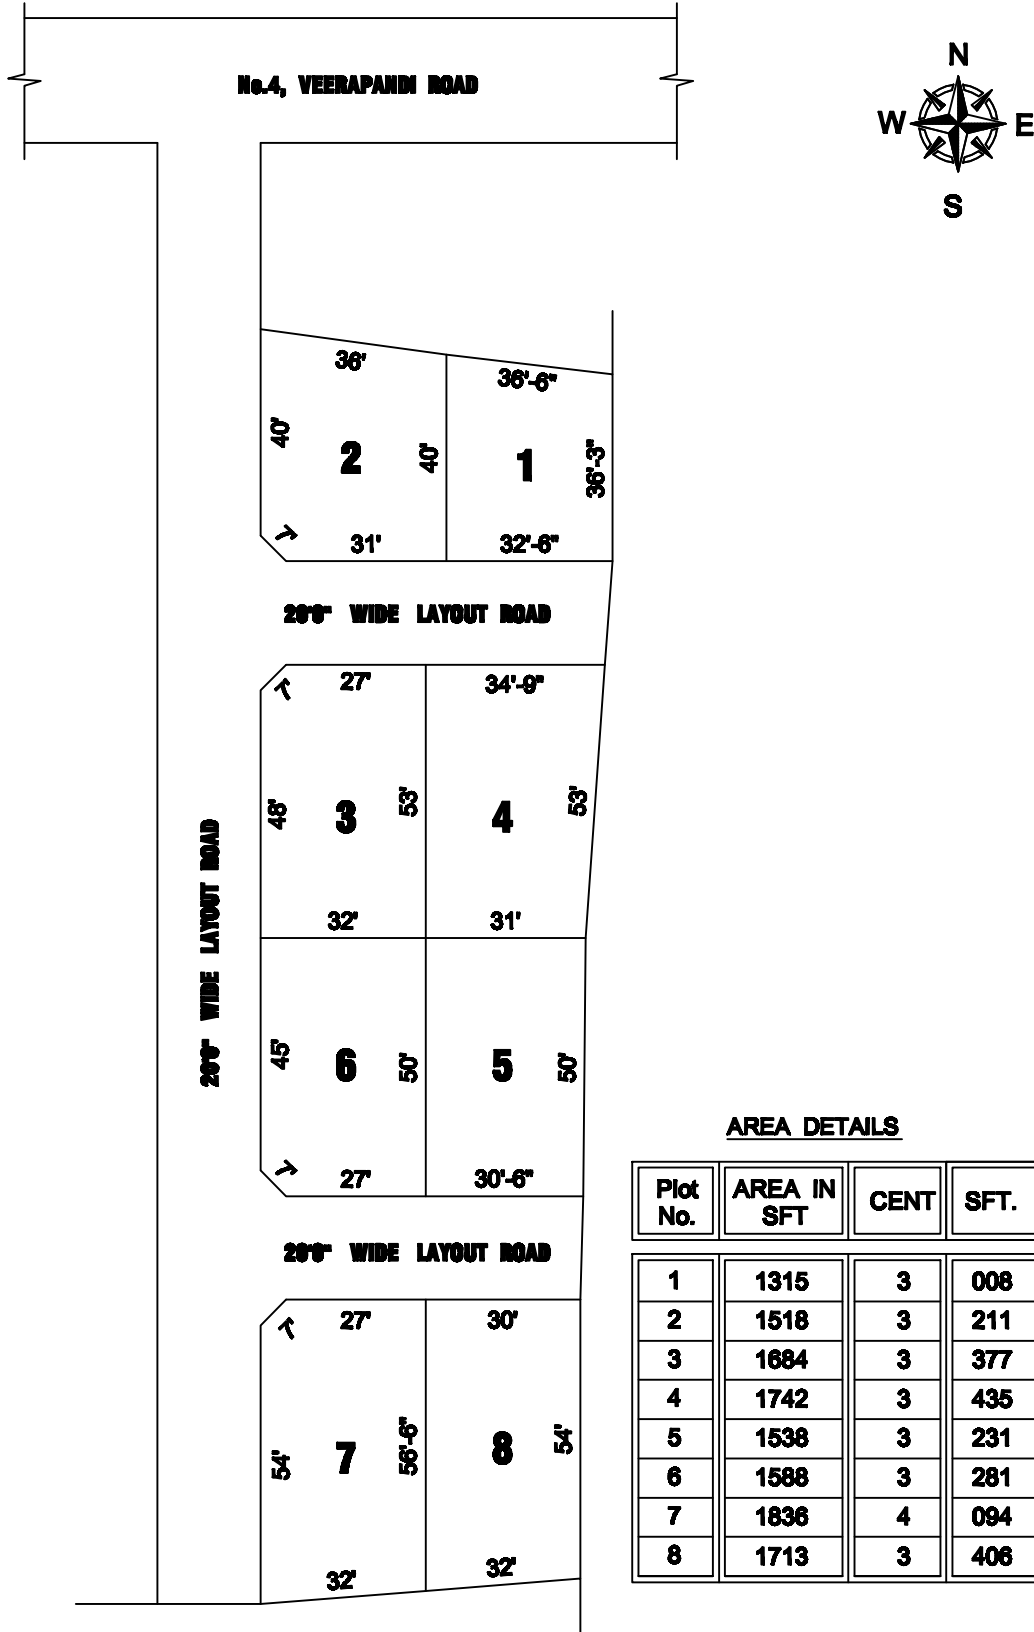 No.4, VEERAPANDI ROAD
N
W
E
S
36'
36'-6"
40'
2
40'
1
36'-3"
7'
31'
32'-6"
20'0" WIDE LAYOUT ROAD
7'
27'
34'-9"
48'
3
53'
4
53'
32'
31'
20'0" WIDE LAYOUT ROAD
45'
6
50'
5
50'
7'
27'
30'-6"
20'0" WIDE LAYOUT ROAD
7'
27'
30'
54'
7
56'-6"
8
54'
32'
32'
AREA DETAILS
Plot No. AREA IN SFT CENT SFT.
1 1315 3 008
2 1518 3 211
3 1684 3 377
4 1742 3 435
5 1538 3 231
6 1588 3 281
7 1836 4 094
8 1713 3 406